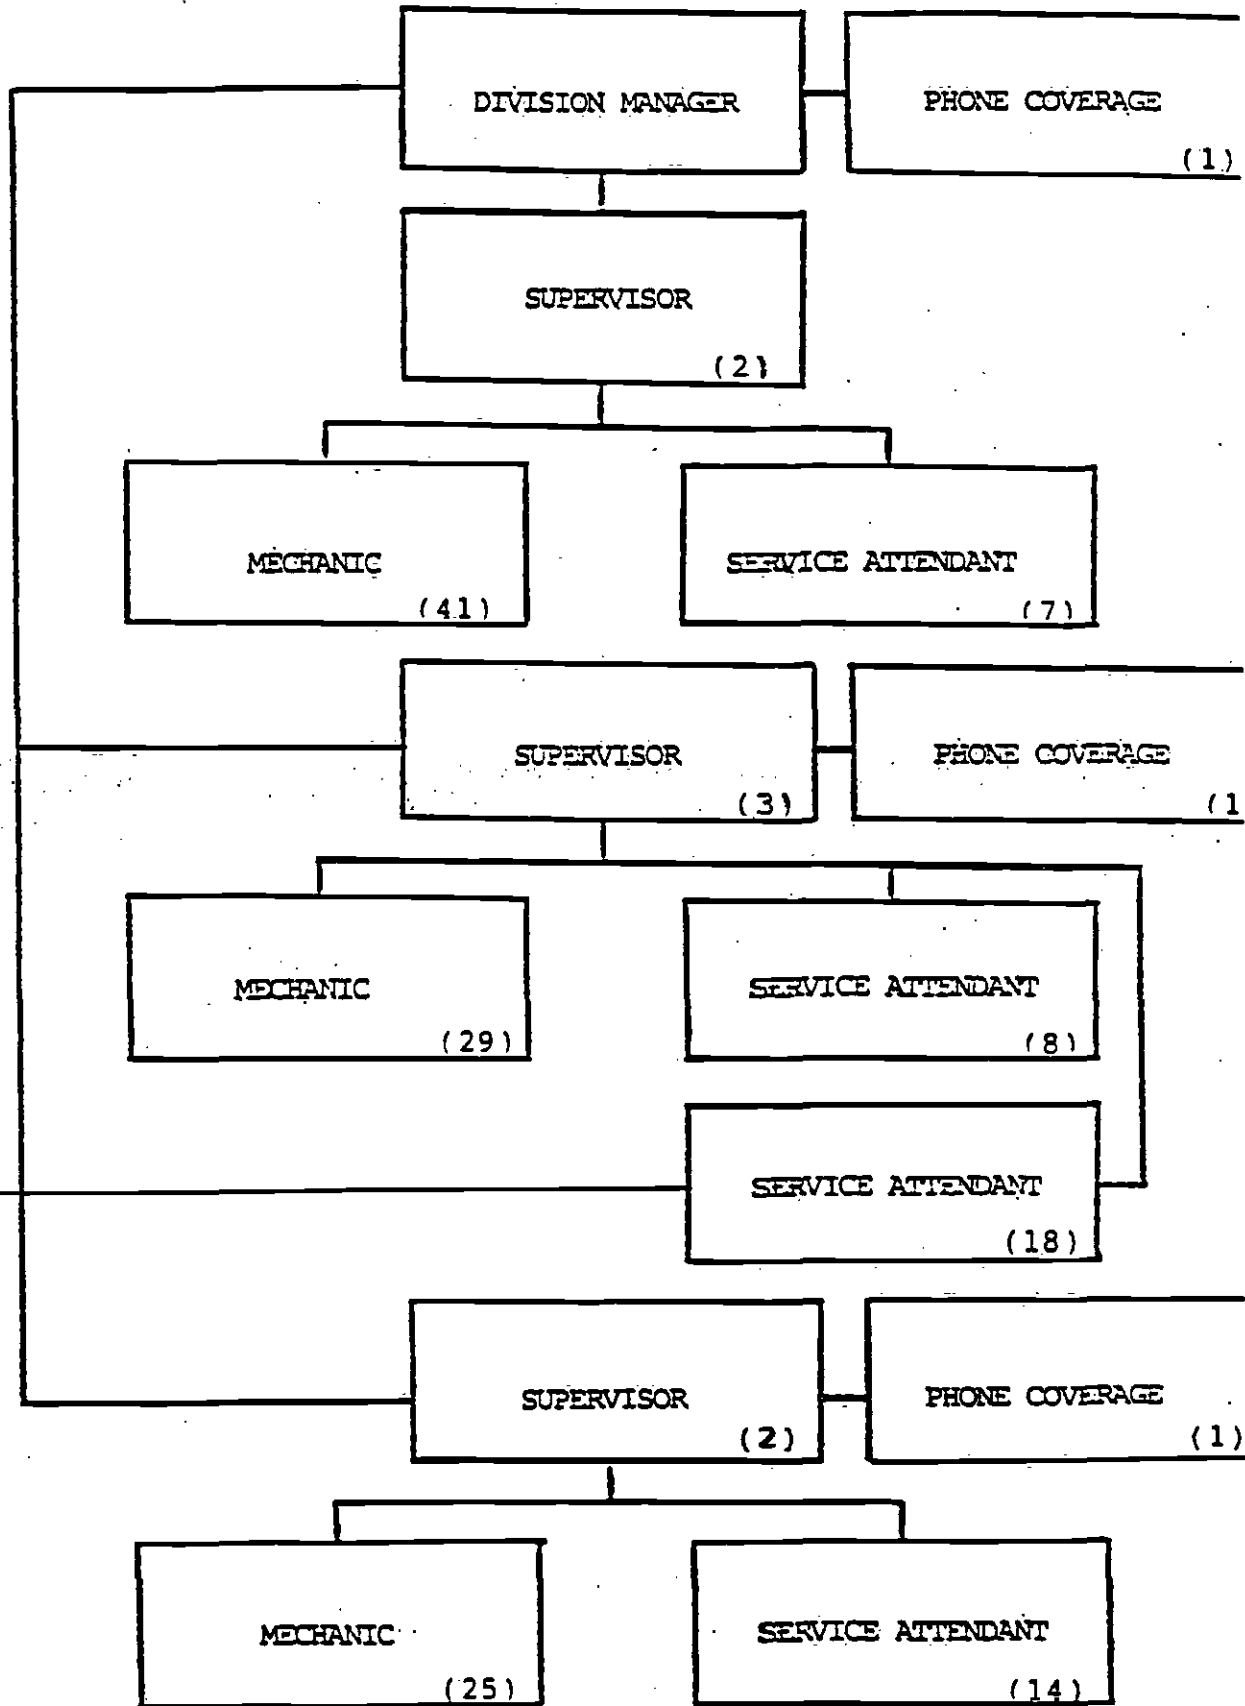 DIVISION MANAGER
PHONE COVERAGE
(1)
SUPERVISOR
(2)
MECHANIC
(41)
SERVICE ATTENDANT
(7)
SUPERVISOR
(3)
PHONE COVERAGE
(1
MECHANIC
(29)
SERVICE ATTENDANT
(8)
SERVICE ATTENDANT
(18)
SUPERVISOR
(2)
PHONE COVERAGE
(1)
MECHANIC
(25)
SERVICE ATTENDANT
(14)